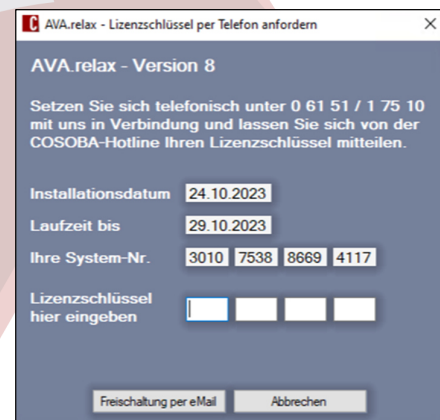 AVA.relax - Lizenzschlüssel per Telefon anfordern
AVA.relax - Version 8
Setzen Sie sich telefonisch unter 0 61 51 / 1 75 10
mit uns in Verbindung und lassen Sie sich von der
COSOBA-Hotline Ihren Lizenzschlüssel mitteilen.
Installationsdatum 24.10.2023
Laufzeit bis 29.10.2023
Ihre System-Nr. 3010 7538 8669 4117
Lizenzschlüssel
hier eingeben
Freischaltung per eMail Abbrechen